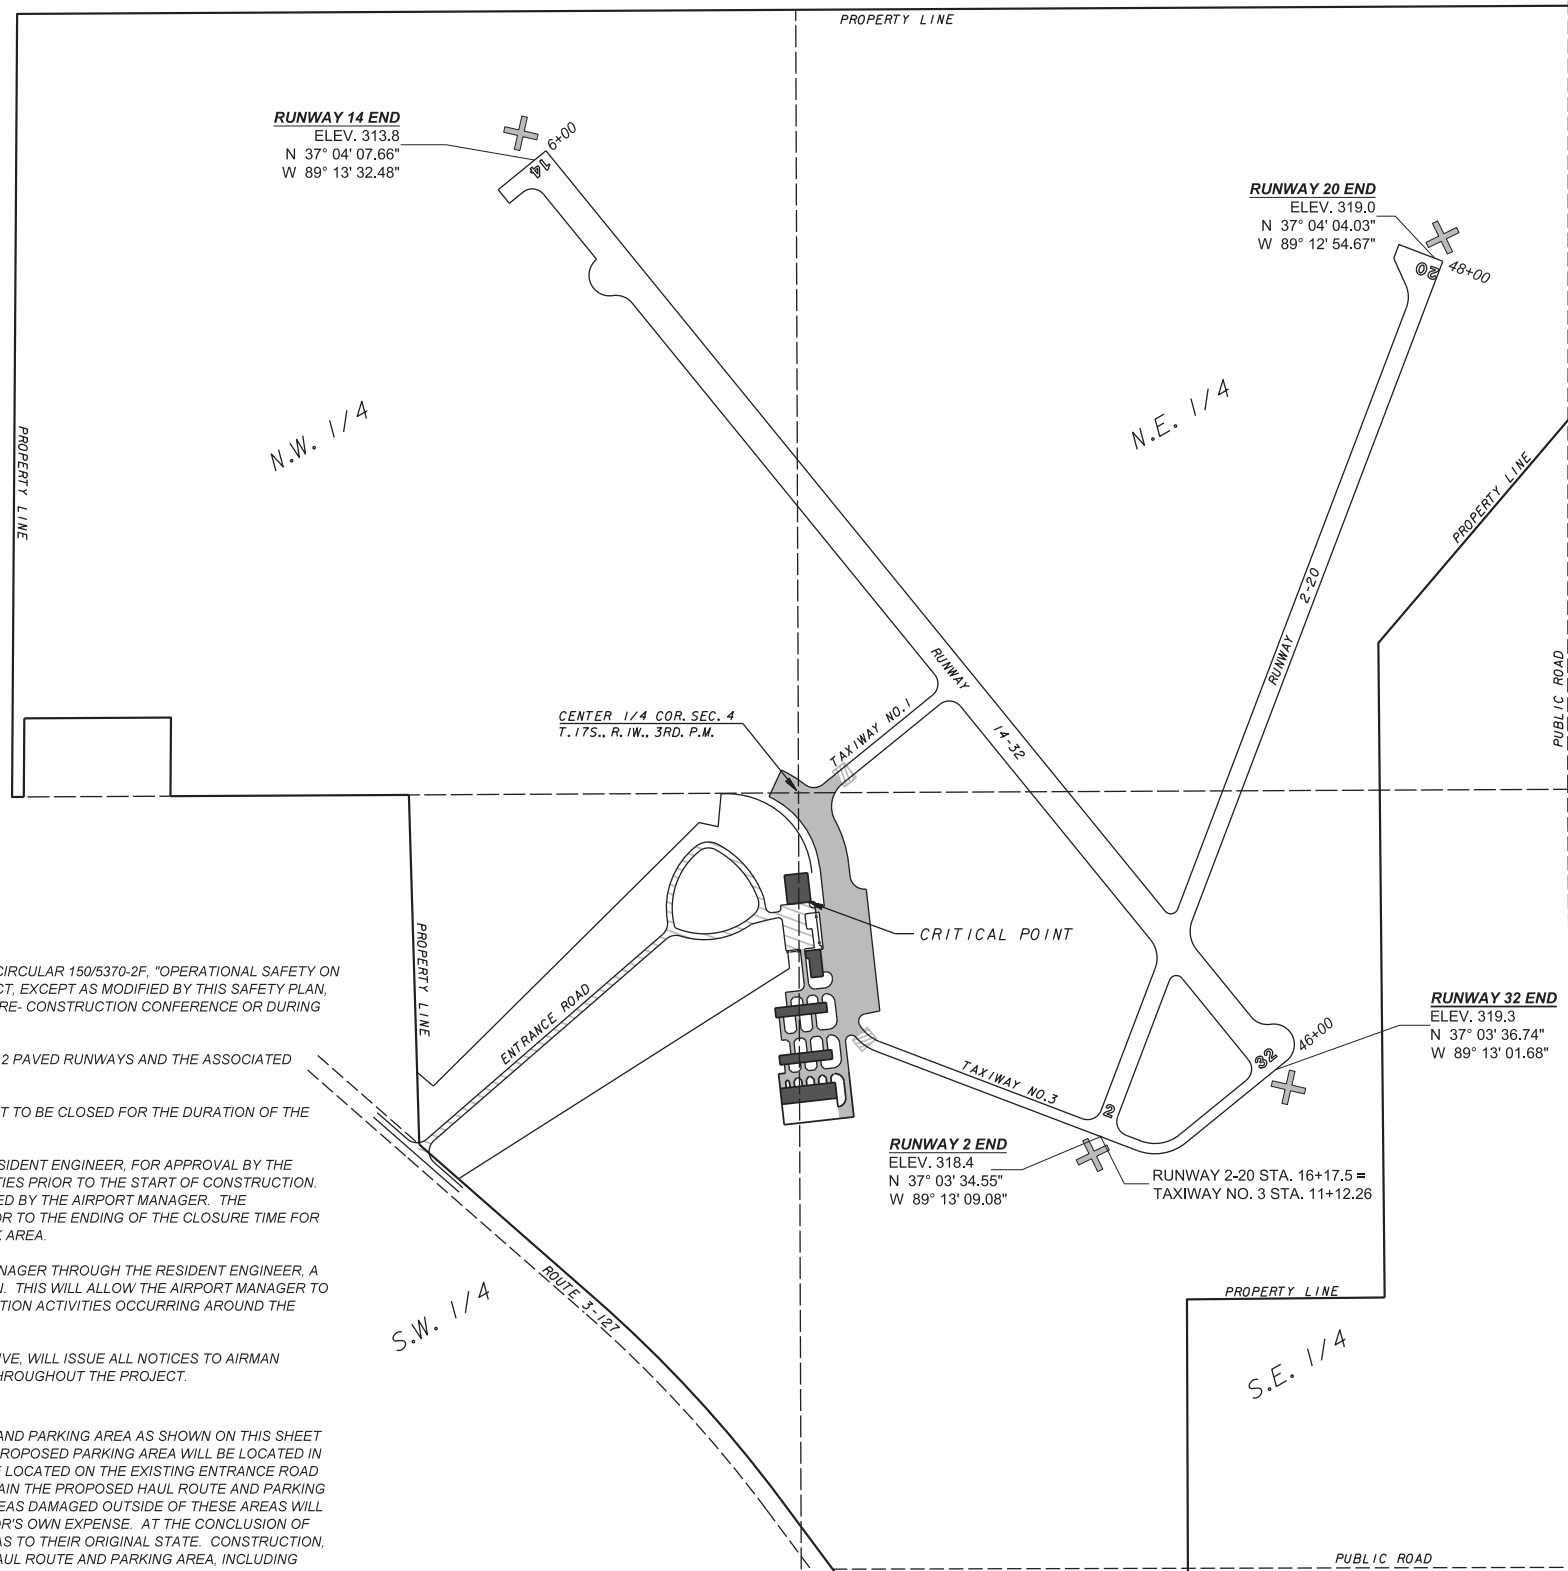 PROPERTY LINE
RUNWAY 14 END
ELEV. 313.8
N 37° 04' 07.66"
W 89° 13' 32.48"
6+00
14
RUNWAY 20 END
ELEV. 319.0
N 37° 04' 04.03"
W 89° 12' 54.67"
20
48+00
N.W. 1/4
N.E. 1/4
PROPERTY LINE
PROPERTY LINE
RUNWAY 2-20
PUBLIC ROAD
RUNWAY 14-32
CENTER 1/4 COR. SEC. 4
T.17S., R.1W., 3RD. P.M.
TAXIWAY NO.1
CRITICAL POINT
PROPERTY LINE
ENTRANCE ROAD
CIRCULAR 150/5370-2F, "OPERATIONAL SAFETY ON
CT, EXCEPT AS MODIFIED BY THIS SAFETY PLAN,
RE- CONSTRUCTION CONFERENCE OR DURING
2 PAVED RUNWAYS AND THE ASSOCIATED
T TO BE CLOSED FOR THE DURATION OF THE
SIDENT ENGINEER, FOR APPROVAL BY THE
TIES PRIOR TO THE START OF CONSTRUCTION.
ED BY THE AIRPORT MANAGER. THE
OR TO THE ENDING OF THE CLOSURE TIME FOR
K AREA.
NAGER THROUGH THE RESIDENT ENGINEER, A
N. THIS WILL ALLOW THE AIRPORT MANAGER TO
TION ACTIVITIES OCCURRING AROUND THE
IVE, WILL ISSUE ALL NOTICES TO AIRMAN
HROUGHOUT THE PROJECT.
AND PARKING AREA AS SHOWN ON THIS SHEET
ROPOSED PARKING AREA WILL BE LOCATED IN
E LOCATED ON THE EXISTING ENTRANCE ROAD
AIN THE PROPOSED HAUL ROUTE AND PARKING
EAS DAMAGED OUTSIDE OF THESE AREAS WILL
OR'S OWN EXPENSE. AT THE CONCLUSION OF
AS TO THEIR ORIGINAL STATE. CONSTRUCTION,
AUL ROUTE AND PARKING AREA, INCLUDING
RUNWAY 32 END
ELEV. 319.3
N 37° 03' 36.74"
W 89° 13' 01.68"
46+00
32
TAXIWAY NO.3
2
RUNWAY 2 END
ELEV. 318.4
N 37° 03' 34.55"
W 89° 13' 09.08"
RUNWAY 2-20 STA. 16+17.5 =
TAXIWAY NO. 3 STA. 11+12.26
ROUTE 3-127
S.W. 1/4
PROPERTY LINE
S.E. 1/4
PUBLIC ROAD